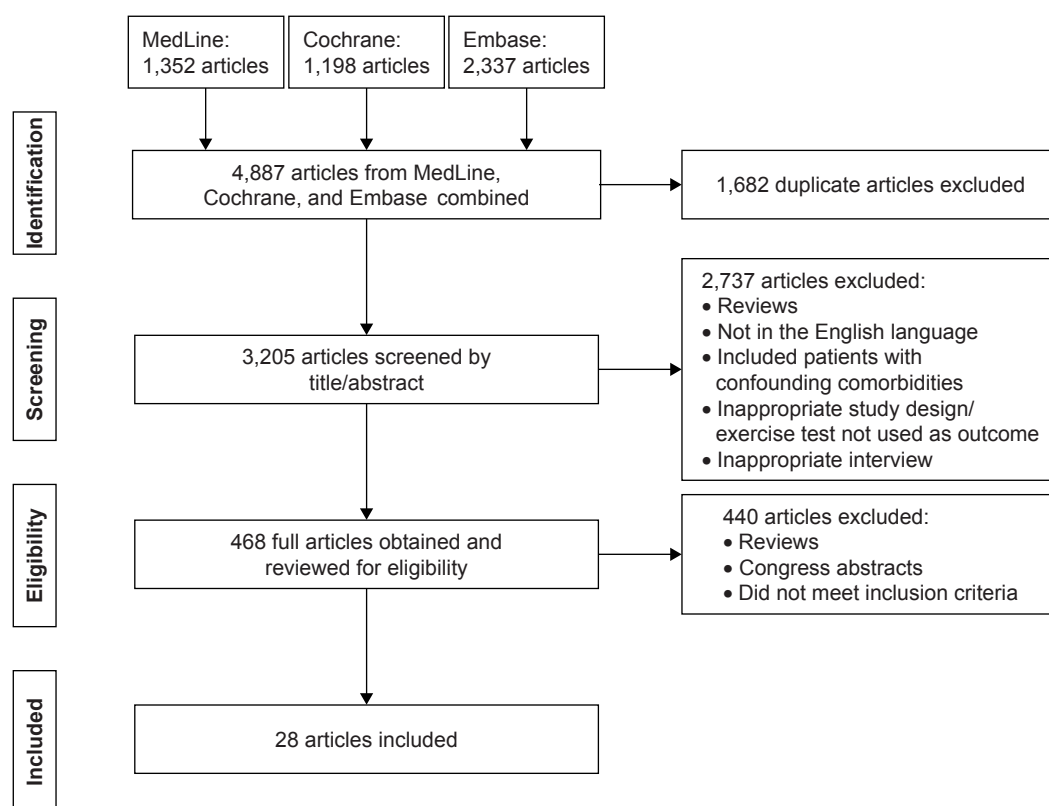 MedLine:
1,352 articles
Cochrane:
1,198 articles
Embase:
2,337 articles
Identification
4,887 articles from MedLine,
Cochrane, and Embase combined
1,682 duplicate articles excluded
Screening
3,205 articles screened by
title/abstract
2,737 articles excluded:
• Reviews
• Not in the English language
• Included patients with
confounding comorbidities
• Inappropriate study design/
exercise test not used as outcome
• Inappropriate interview
Eligibility
468 full articles obtained and
reviewed for eligibility
440 articles excluded:
• Reviews
• Congress abstracts
• Did not meet inclusion criteria
Included
28 articles included